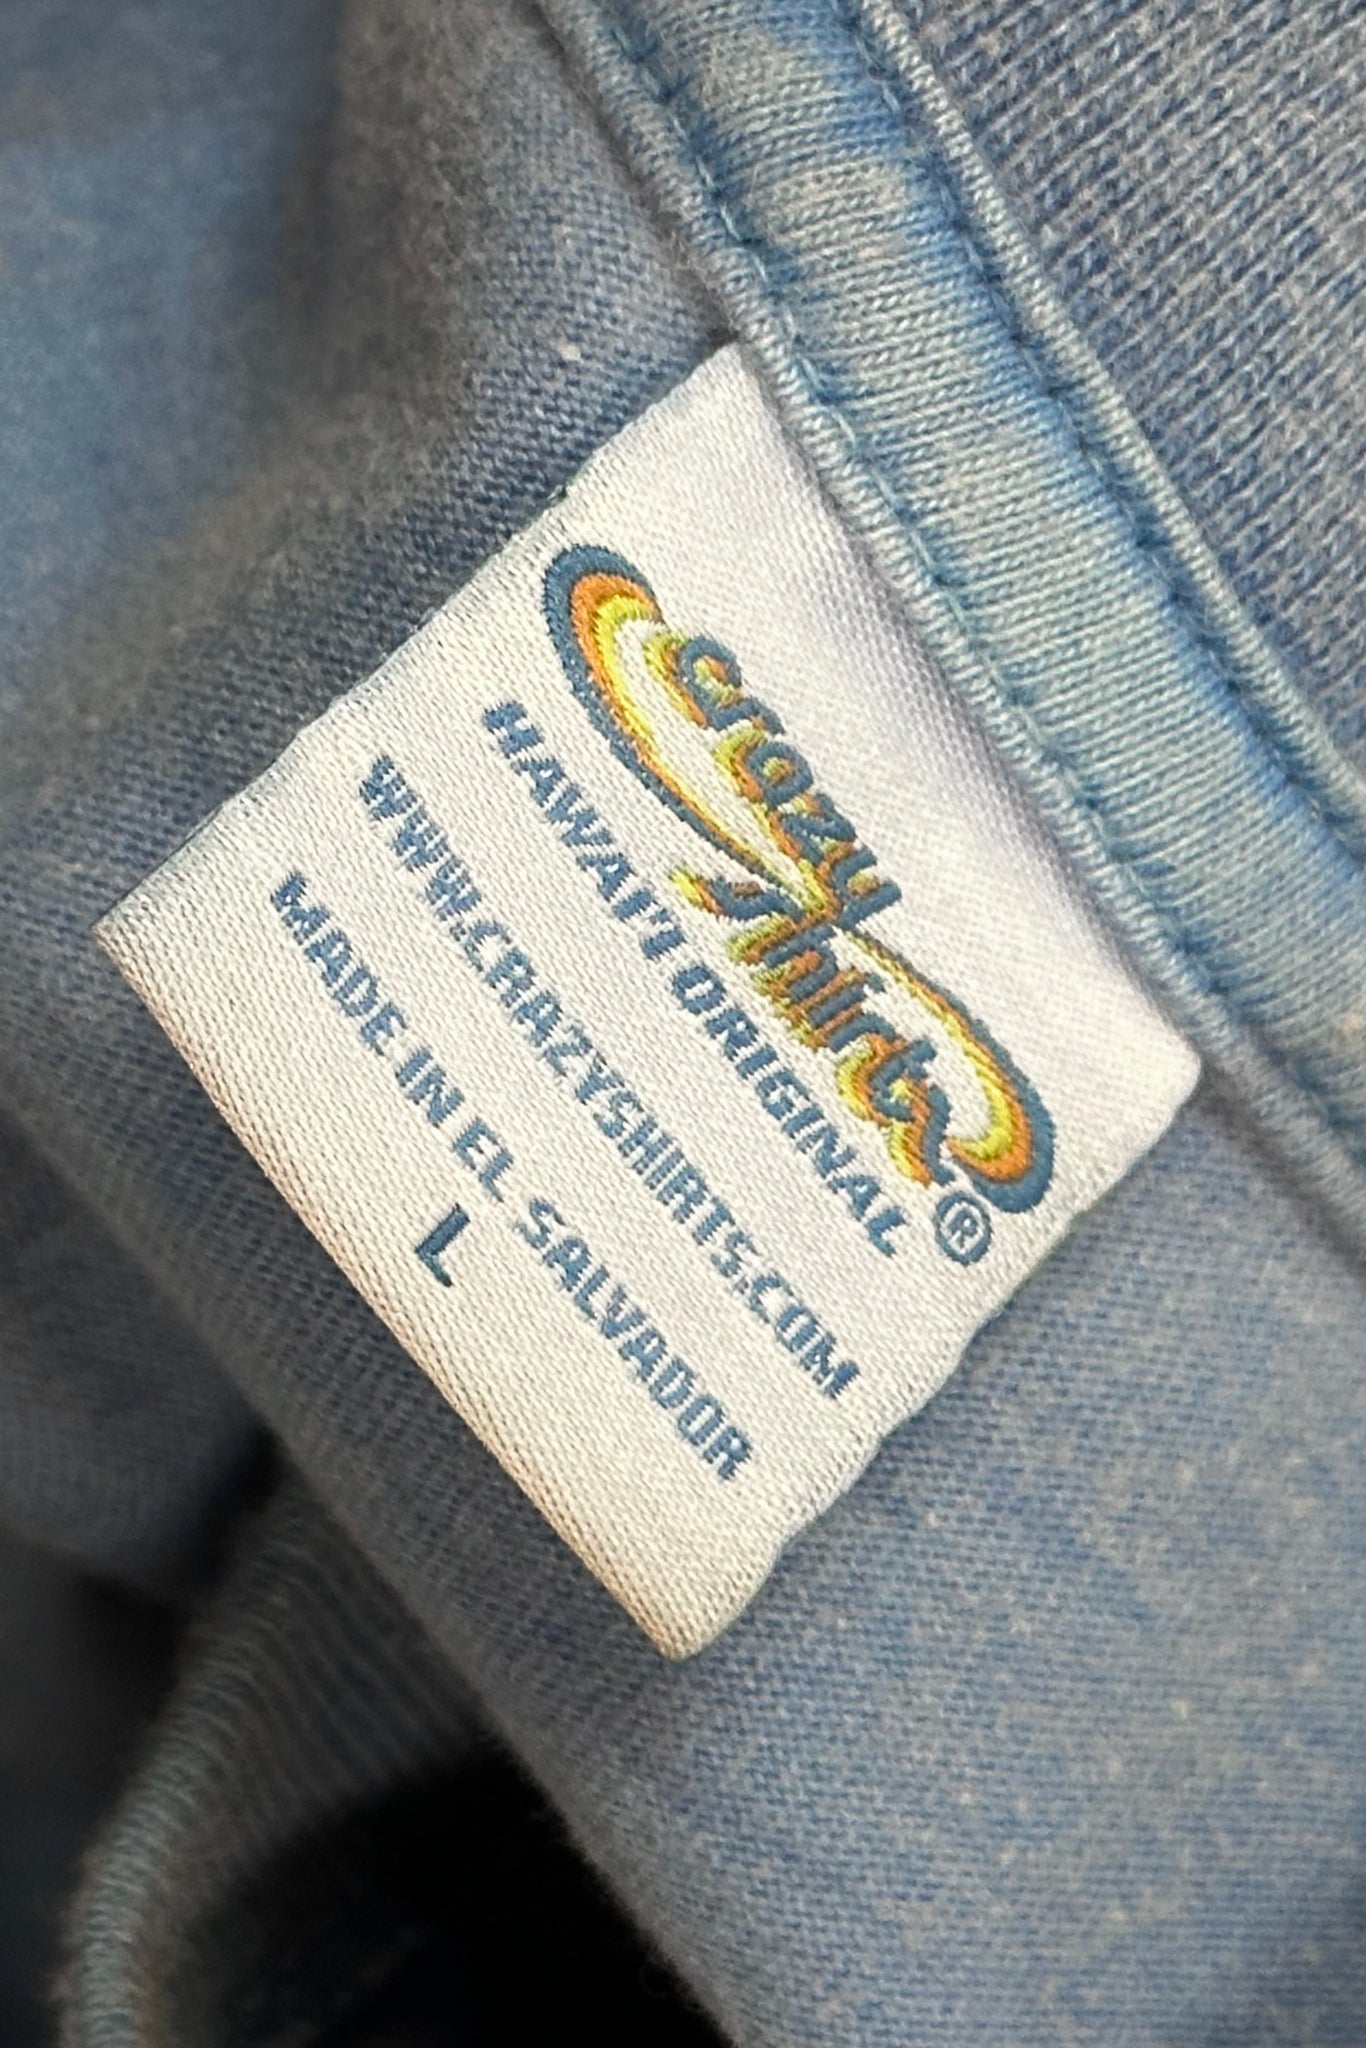 Crazy
Shirts®
HAWAI'I ORIGINAL
WWW.CRAZYSHIRTS.COM
MADE IN EL SALVADOR
L